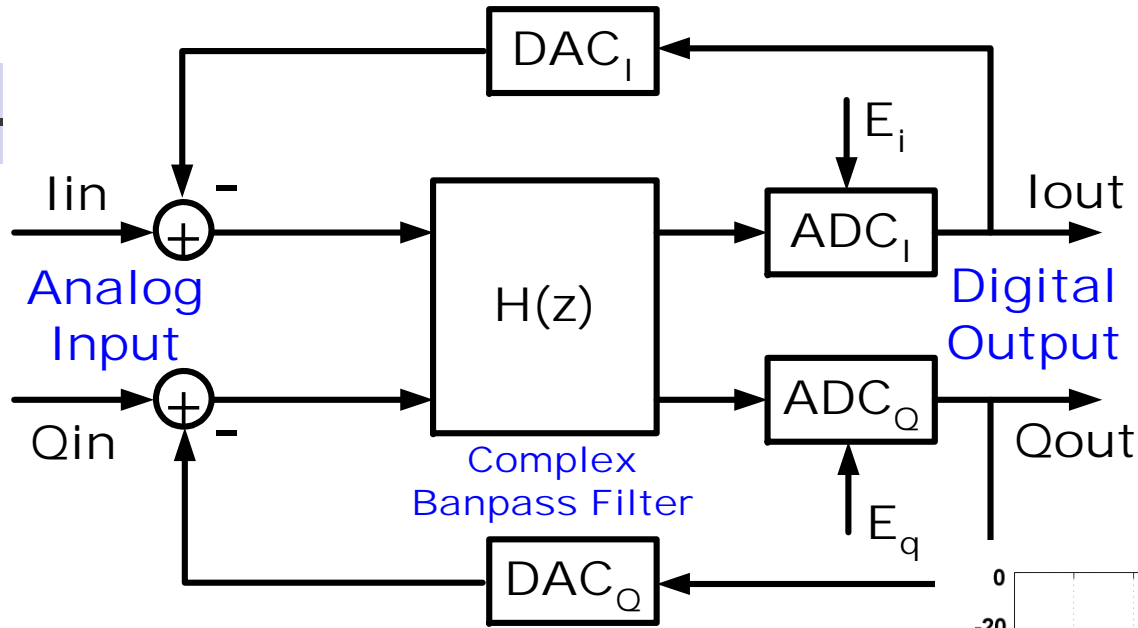 DAC_I
E_i
Iin
-
+
ADC_I
Iout
Analog
Input
H(z)
Digital
Output
+
-
Qin
ADC_Q
Qout
Complex
Banpass Filter
E_q
DAC_Q
0
-20